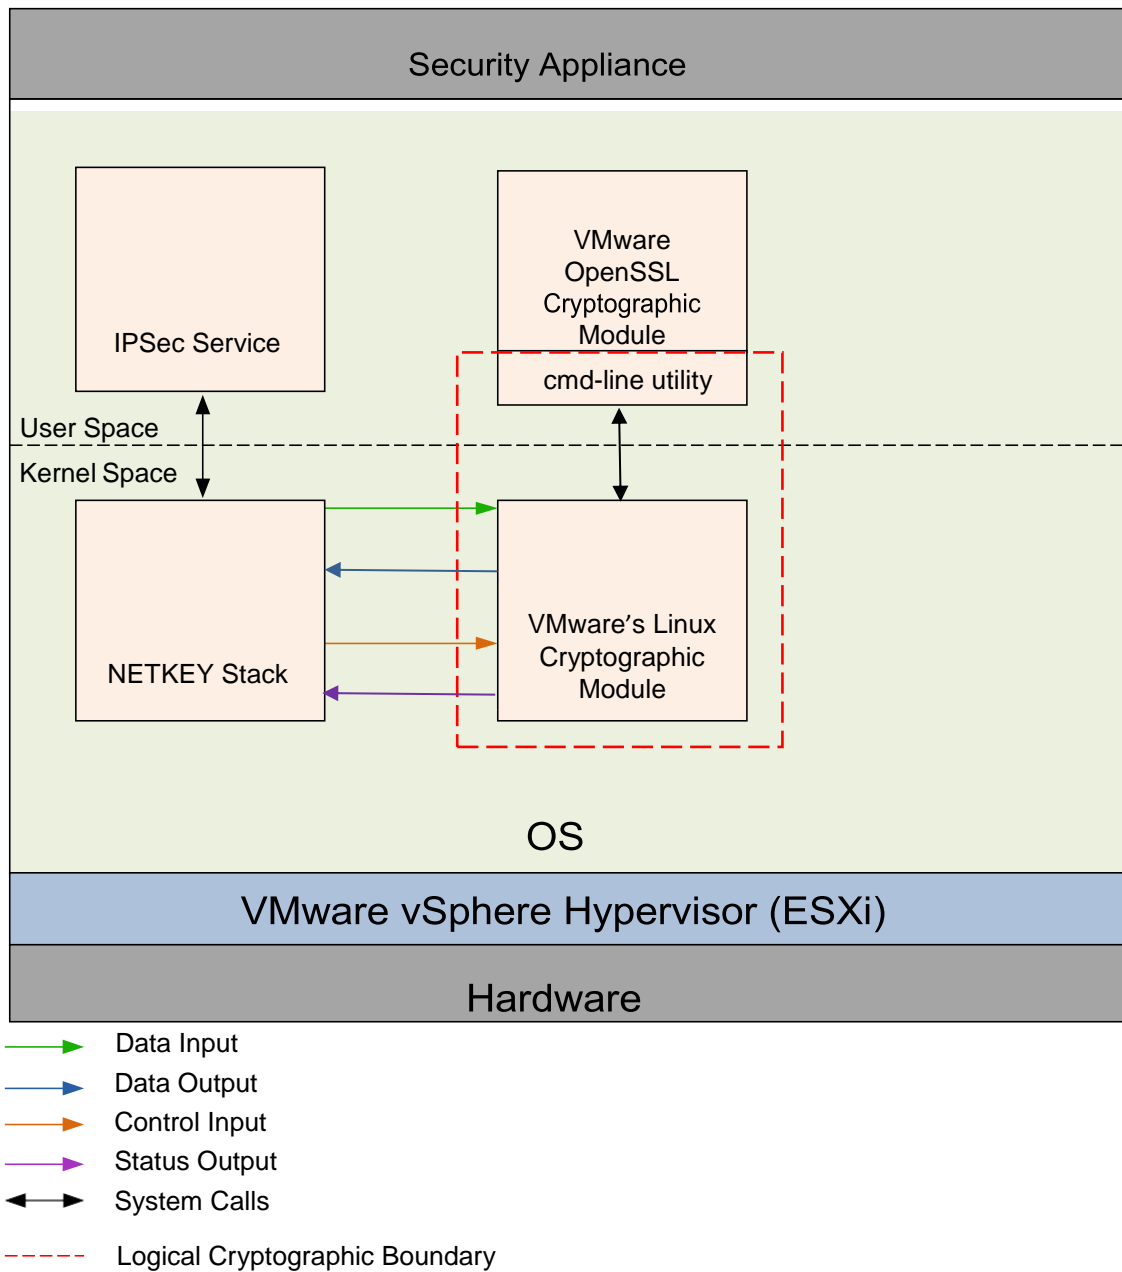 Security Appliance
IPSec Service
VMware
OpenSSL
Cryptographic
Module
cmd-line utility
User Space
Kernel Space
NETKEY Stack
VMware's Linux
Cryptographic
Module
OS
VMware vSphere Hypervisor (ESXi)
Hardware
Data Input
Data Output
Control Input
Status Output
System Calls
Logical Cryptographic Boundary